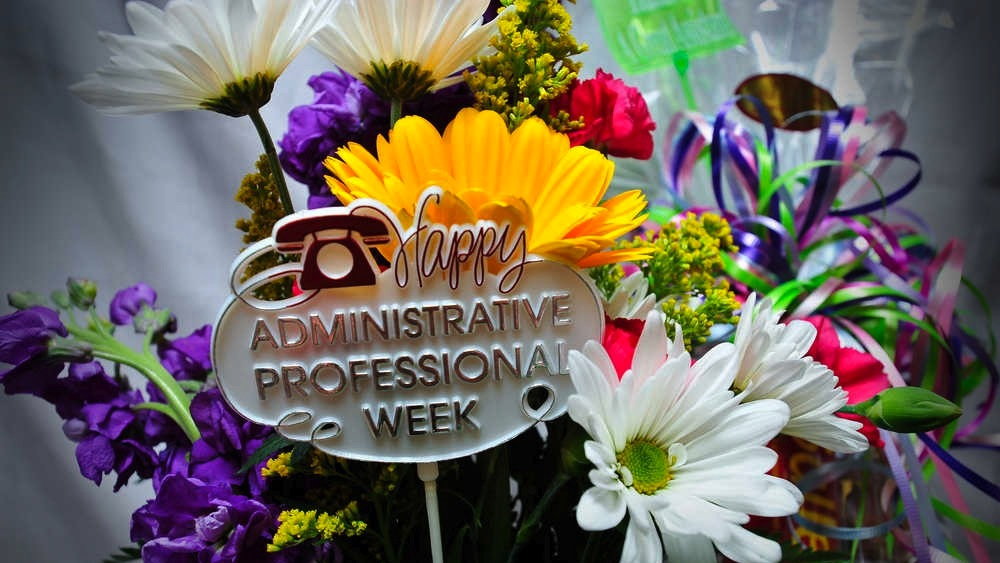 Happy
ADMINISTRATIVE
PROFESSIONAL
WEEK